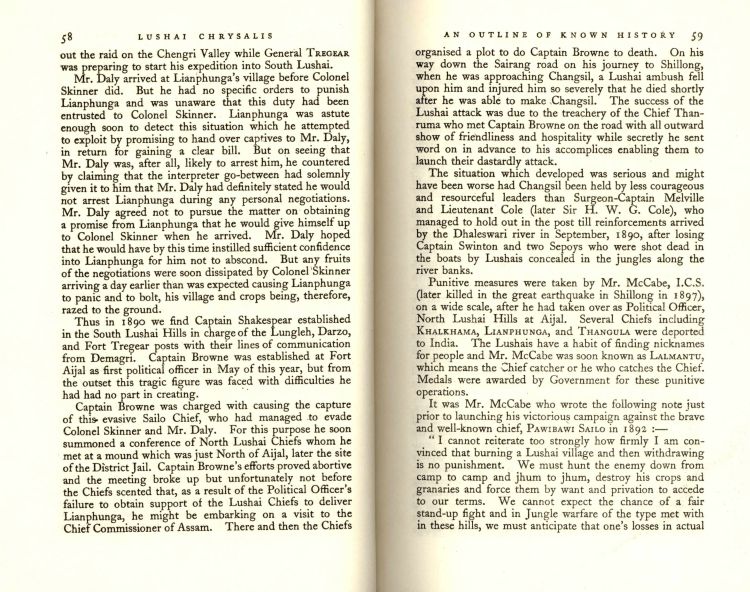 58 LUSHAI CHRYSALIS
out the raid on the Chengri Valley while General TREGEAR
was preparing to start his expedition into South Lushai.
Mr. Daly arrived at Lianphunga's village before Colonel
Skinner did. But he had no specific orders to punish
Lianphunga and was unaware that this duty had been
entrusted to Colonel Skinner. Lianphunga was astute
enough soon to detect this situation which he attempted
to exploit by promising to hand over captives to Mr. Daly,
in return for gaining a clear bill. But on seeing that
Mr. Daly was, after all, likely to arrest him, he countered
by claiming that the interpreter go-between had solemnly
given it to him that Mr. Daly had definitely stated he would
not arrest Lianphunga during any personal negotiations.
Mr. Daly agreed not to pursue the matter on obtaining
a promise from Lianphunga that he would give himself up
to Colonel Skinner when he arrived. Mr. Daly hoped
that he would have by this time instilled sufficient confidence
into Lianphunga for him not to abscond. But any fruits
of the negotiations were soon dissipated by Colonel Skinner
arriving a day earlier than was expected causing Lianphunga
to panic and to bolt, his village and crops being, therefore,
razed to the ground.
Thus in 1890 we find Captain Shakespear established
in the South Lushai Hills in charge of the Lungleh, Darzo,
and Fort Tregear posts with their lines of communication
from Demagri. Captain Browne was established at Fort
Aijal as first political officer in May of this year, but from
the outset this tragic figure was faced with difficulties he
had had no part in creating.
Captain Browne was charged with causing the capture
of this evasive Sailo Chief, who had managed to evade
Colonel Skinner and Mr. Daly. For this purpose he soon
summoned a conference of North Lushai Chiefs whom he
met at a mound which was just North of Aijal, later the site
of the District Jail. Captain Browne's efforts proved abortive
and the meeting broke up but unfortunately not before
the Chiefs scented that, as a result of the Political Officer's
failure to obtain support of the Lushai Chiefs to deliver
Lianphunga, he might be embarking on a visit to the
Chief Commissioner of Assam. There and then the Chiefs
AN OUTLINE OF KNOWN HISTORY 59
organised a plot to do Captain Browne to death. On his
way down the Sairang road on his journey to Shillong,
when he was approaching Changsil, a Lushai ambush fell
upon him and injured him so severely that he died shortly
after he was able to make Changsil. The success of the
Lushai attack was due to the treachery of the Chief Than-
ruma who met Captain Browne on the road with all outward
show of friendliness and hospitality while secretly he sent
word on in advance to his accomplices enabling them to
launch their dastardly attack.
The situation which developed was serious and might
have been worse had Changsil been held by less courageous
and resourceful leaders than Surgeon-Captain Melville
and Lieutenant Cole (later Sir H. W. G. Cole), who
managed to hold out in the post till reinforcements arrived
by the Dhaleswari river in September, 1890, after losing
Captain Swinton and two Sepoys who were shot dead in
the boats by Lushais concealed in the jungles along the
river banks.
Punitive measures were taken by Mr. McCabe, I.C.S.
(later killed in the great earthquake in Shillong in 1897),
on a wide scale, after he had taken over as Political Officer,
North Lushai Hills at Aijal. Several Chiefs including
KHALKHAMA, LIANPHUNGA, and THANGULA were deported
to India. The Lushais have a habit of finding nicknames
for people and Mr. McCabe was soon known as LALMANTU,
which means the Chief catcher or he who catches the Chief.
Medals were awarded by Government for these punitive
operations.
It was Mr. McCabe who wrote the following note just
prior to launching his victorious campaign against the brave
and well-known chief, PAWIBAWI SAILO in 1892 :—
" I cannot reiterate too strongly how firmly I am con-
vinced that burning a Lushai village and then withdrawing
is no punishment. We must hunt the enemy down from
camp to camp and jhum to jhum, destroy his crops and
granaries and force them by want and privation to accede
to our terms. We cannot expect the chance of a fair
stand-up fight and in Jungle warfare of the type met with
in these hills, we must anticipate that one's losses in actual